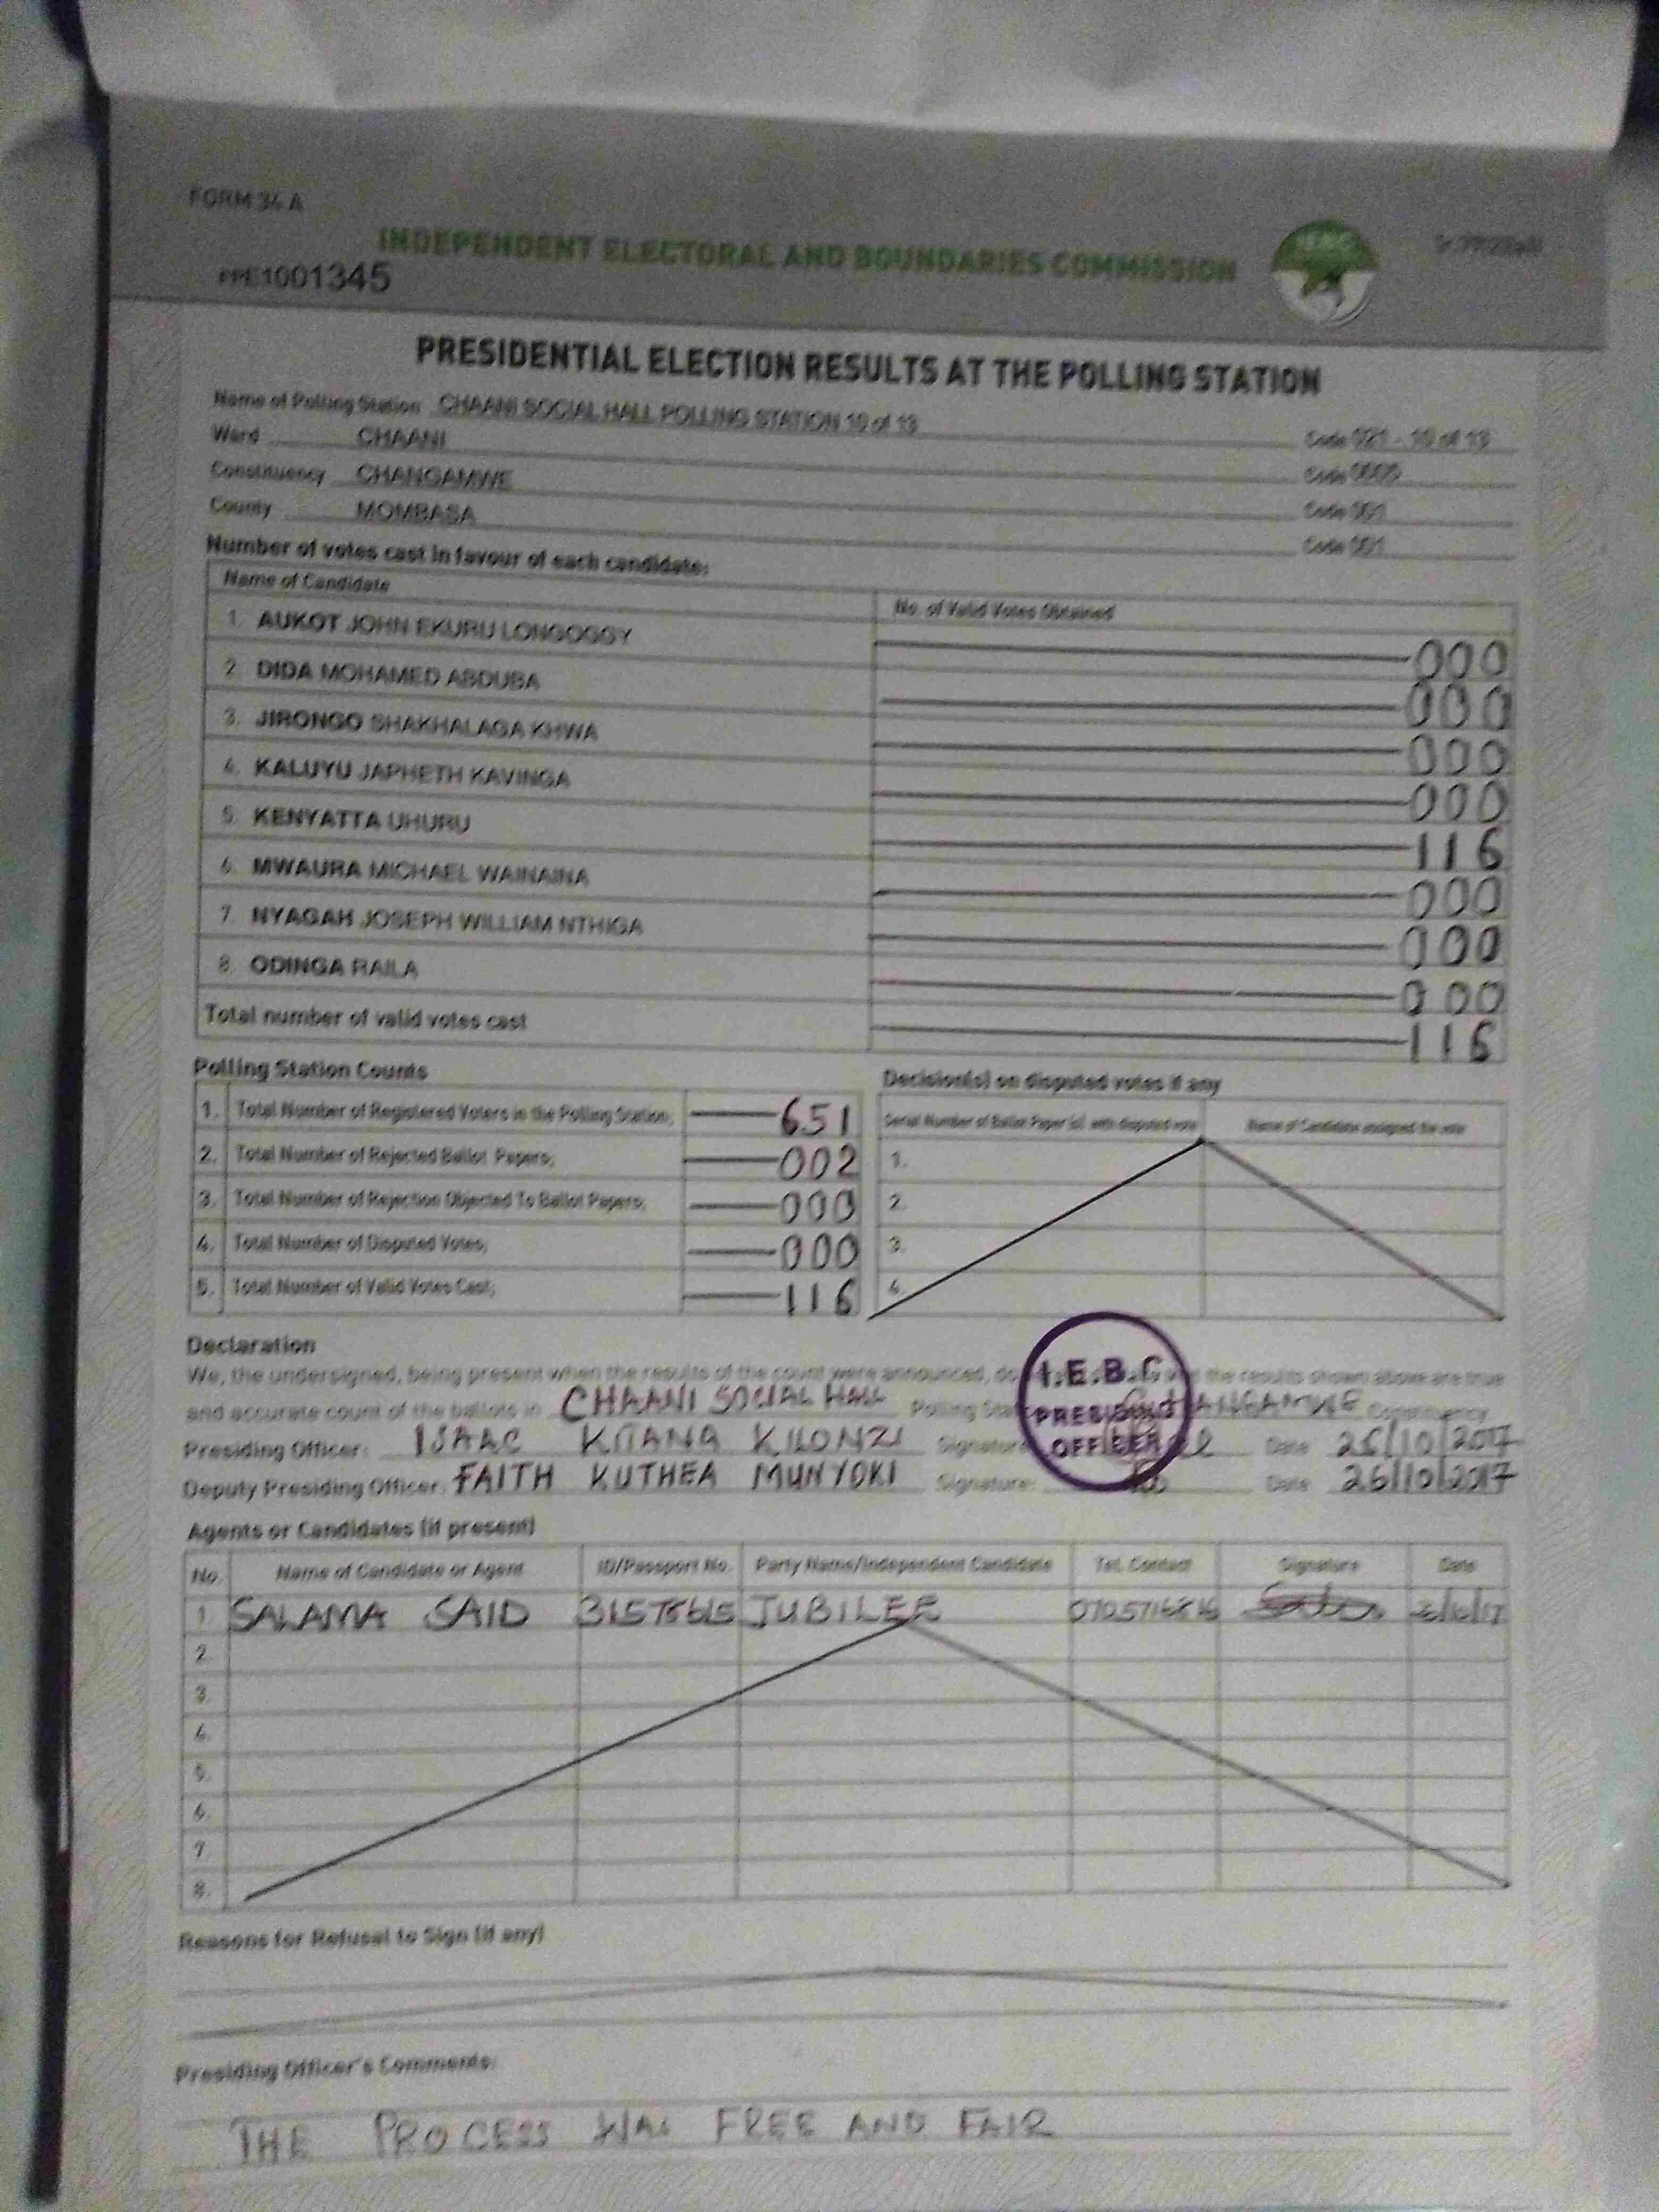 FORM 34 A
INDEPENDENT ELECTORAL AND BOUNDARIES COMMISSION
PPE1001345
PRESIDENTIAL ELECTION RESULTS AT THE POLLING STATION
Name of Polling Station CHAANI SOCIAL HALL POLLING STATION 10 of 13 Code 021 - 10 of 13
Ward CHAANI
Constituency CHANGAMWE Code 001
County MOMBASA Code 001
Number of votes cast in favour of each candidate:
Name of Candidate No. of Valid Votes Obtained
1. AUKOT JOHN EKURU LONGOGGY 000
2. DIDA MOHAMED ABDUBA 000
3. JIRONGO SHAKHALAGA KHWA 000
4. KALUYU JAPHETH KAVINGA 000
5. KENYATTA UHURU 116
6. MWAURA MICHAEL WAINAINA 000
7. NYAGAH JOSEPH WILLIAM NTHIGA 000
8. ODINGA RAILA 000
Total number of valid votes cast 116
Polling Station Counts
1. Total Number of Registered Voters in the Polling Station; 651
2. Total Number of Rejected Ballot Papers; 002
3. Total Number of Rejection Objected To Ballot Papers; 000
4. Total Number of Disputed Votes; 000
5. Total Number of Valid Votes Cast; 116
Decision(s) on disputed votes if any
Serial Number of Ballot Paper (s) with disputed vote Name of Candidate assigned the vote
1.
2.
3.
4.
Declaration
We, the undersigned, being present when the results of the count were announced, do the results shown above are true
and accurate count of the ballots in CHAANI SOCIAL HALL Polling CHANGAMWE Constituency
I.E.B.C
PRESIDING
OFFICER
Presiding Officer: ISAAC KITANG KILONZI Signature Date 26/10/2017
Deputy Presiding Officer: FAITH KUTHEA MUNYOKI Signature: Date 26/10/2017
Agents or Candidates (if present)
No. Name of Candidate or Agent ID/Passport No. Party Name/Independent Candidate Tel. Contact Signature Date
1. SALAMA SAID JUBILEE
2.
3.
4.
5.
6.
7.
8.
Reasons for Refusal to Sign (if any)
Presiding Officer's Comments:
THE PROCESS WAS FREE AND FAIR